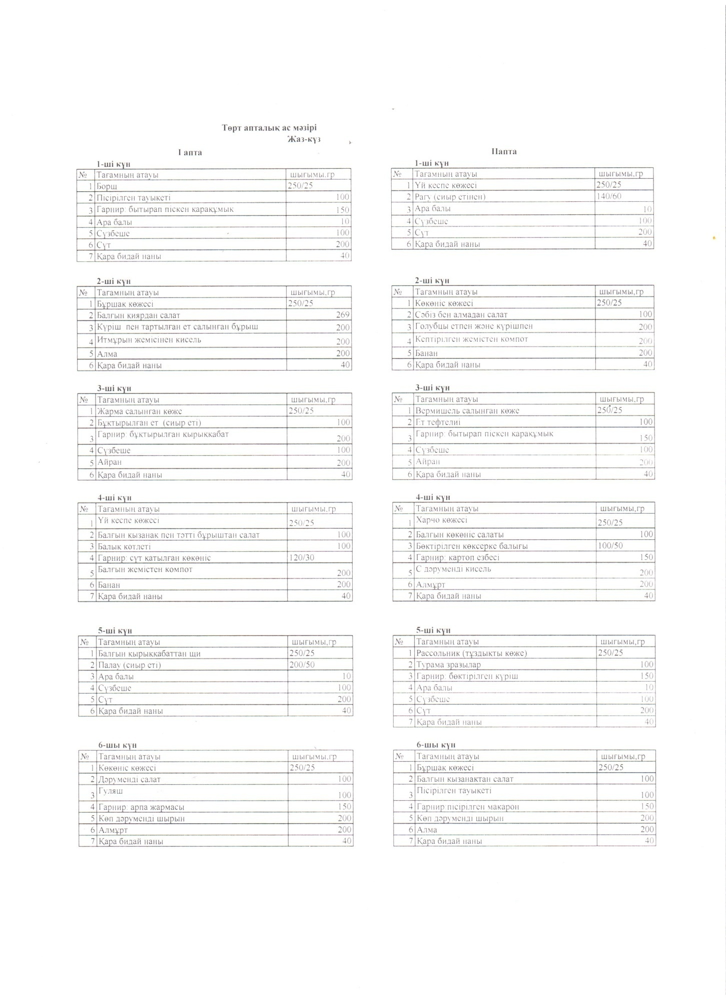 Төрт апталық ас мәзірі
Жаз-күз
I апта
1-ші күн
№ Тағамның атауы шығымы.гр
1 Борщ 250/25
2 Пісірілген тауыкеті 100
3 Гарнир: бытырап піскен қарақұмык 150
4 Ара балы 10
5 Сүзбеше 100
6 Сүт 200
7 Қара бидай наны 40
2-ші күн
№ Тағамның атауы шығымы,гр
1 Бұршак көжесі 250/25
2 Балғын киярдан салат 269
3 Күріш пен тартылған ет салынған бұрыш 200
4 Итмұрын жемісінен кисель 200
5 Алма 200
6 Қара бидай наны 40
3-ші күн
№ Тағамның атауы шығымы,гр
1 Жарма салынған көже 250/25
2 Бұқтырылған ет (сиыр еті) 100
3 Гарнир: бұктырылған кырыккабат 200
4 Сүзбеше 100
5 Айран 200
6 Қара бидай наны 40
4-ші күн
№ Тағамның атауы шығымы.гр
1 Үй кеспе көжесі 250/25
2 Балғын кызанак пен тәтті бұрыштан салат 100
3 Балык котлеті 100
4 Гарнир: сүт қатылған көкөніс 120/30
5 Балғын жемістен компот 200
6 Банан 200
7 Қара бидай наны 40
5-ші күн
№ Тағамның атауы шығымы,гр
1 Балғын кырыккабаттан щи 250/25
2 Палау (сиыр еті) 200/50
3 Ара балы 10
4 Сүзбеше 100
5 Сүт 200
6 Қара бидай наны 40
6-шы күн
№ Тағамның атауы шығымы.гр
1 Көкөніс көжесі 250/25
2 Дәруменді салат 100
3 Гуляш 100
4 Гарнир: арпа жармасы 150
5 Көп дәруменді шырын 200
6 Алмұрт 200
7 Қара бидай наны 40
IIапта
1-ші күн
№ Тағамның атауы шығымы,гр
1 Үй кеспе көжесі 250/25
2 Рагу (сиыр етінен) 140/60
3 Ара балы 10
4 Сүзбеше 100
5 Сүт 200
6 Қара бидай наны 40
2-ші күн
№ Тағамның атауы шығымы,гр
1 Көкөніс көжесі 250/25
2 Сәбіз бен алмадан салат 100
3 Голубцы етпен және күрішпен 200
4 Кептірілген жемістен компот 200
5 Банан 200
6 Қара бидай наны 40
3-ші күн
№ Тағамның атауы шығымы,гр
1 Вермишель салынған көже 250/25
2 Ет тефтелиі 100
3 Гарнир: бытырап піскен қарақұмык 150
4 Сүзбеше 100
5 Айран 200
6 Қара бидай наны 40
4-ші күн
№ Тағамның атауы шығымы,гр
1 Харчо көжесі 250/25
2 Балғын көкөніс салаты 100
3 Бөктірілген көксерке балығы 100/50
4 Гарнир: картоп езбесі 150
5 С дәруменді кисель 200
6 Алмұрт 200
7 Қара бидай наны 40
5-ші күн
№ Тағамның атауы шығымы,гр
1 Рассольник (тұздықты көже) 250/25
2 Турама зразылар 100
3 Гарнир: бөктірілген күріш 150
4 Ара балы 10
5 Сүзбеше 100
6 Сүт 200
7 Қара бидай наны 40
6-шы күн
№ Тағамның атауы шығымы,гр
1 Бұршак көжесі 250/25
2 Балғын кызанактан салат 100
3 Пісірілген тауыкеті 100
4 Гарнир пісірілген макарон 150
5 Көп дәруменді шырын 200
6 Алма 200
7 Қара бидай наны 40